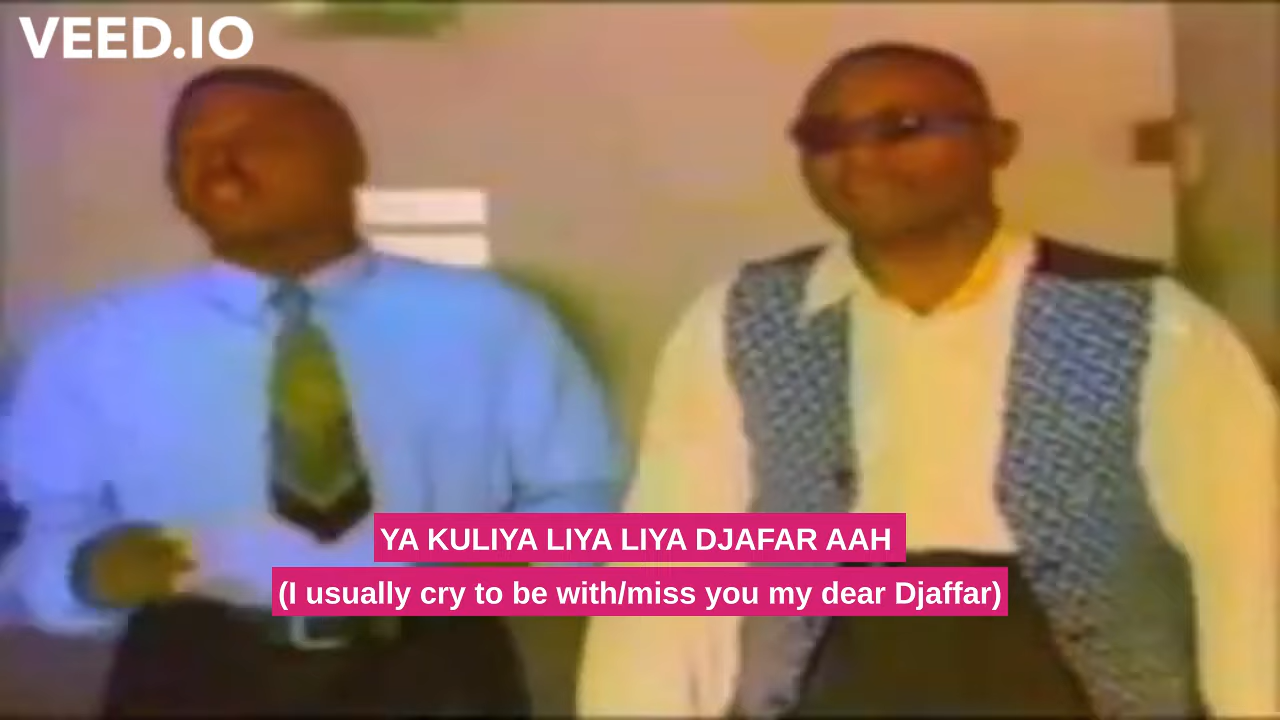 VEED.IO
YA KULIYA LIYA LIYA DJAFAR AAH
(I usually cry to be with/miss you my dear Djaffar)